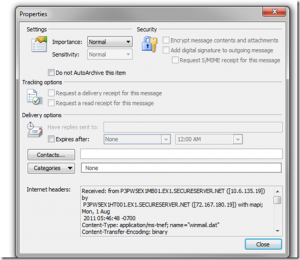 Properties
Settings
Security
Importance: Normal
Encrypt message contents and attachments
Sensitivity: Normal
Add digital signature to outgoing message
Request S/MIME receipt for this message
Do not AutoArchive this item
Tracking options
Request a delivery receipt for this message
Request a read receipt for this message
Delivery options
Have replies sent to:
Expires after: None 12:00 AM
Contacts...
Categories None
Internet headers:
Received: from P3PWSEX1MB01.EX1.SECURESERVER.NET ([10.6.135.19])
by
P3PWSEX1HT001.EX1.SECURESERVER.NET ([72.167.180.19]) with mapi;
Mon, 1 Aug
2011 05:46:48 -0700
Content-Type: application/ms-tnef; name="winmail.dat"
Content-Transfer-Encoding: binary
Close